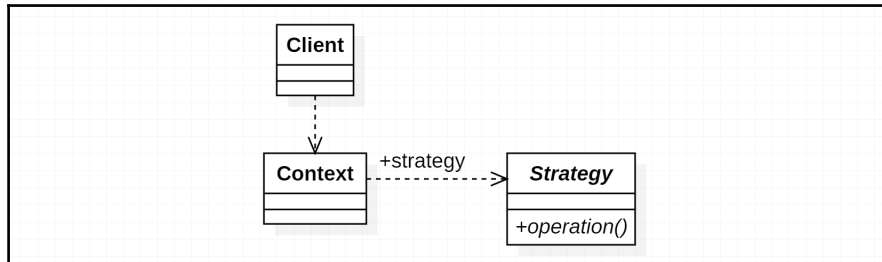 Client
Context
+strategy
Strategy
+operation()